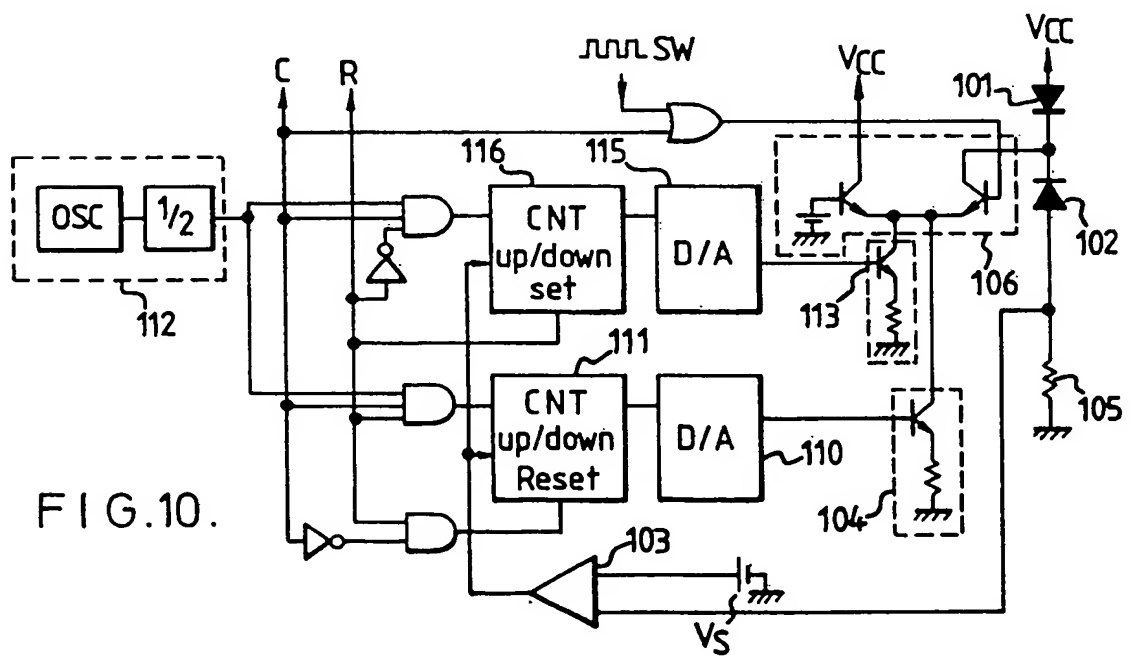 VCC
SW
C
R
VCC
101
116
115
OSC
1/2
CNT
up/down
set
D/A
102
106
112
113
111
CNT
up/down
Reset
D/A
105
110
FIG.10.
104
103
VS